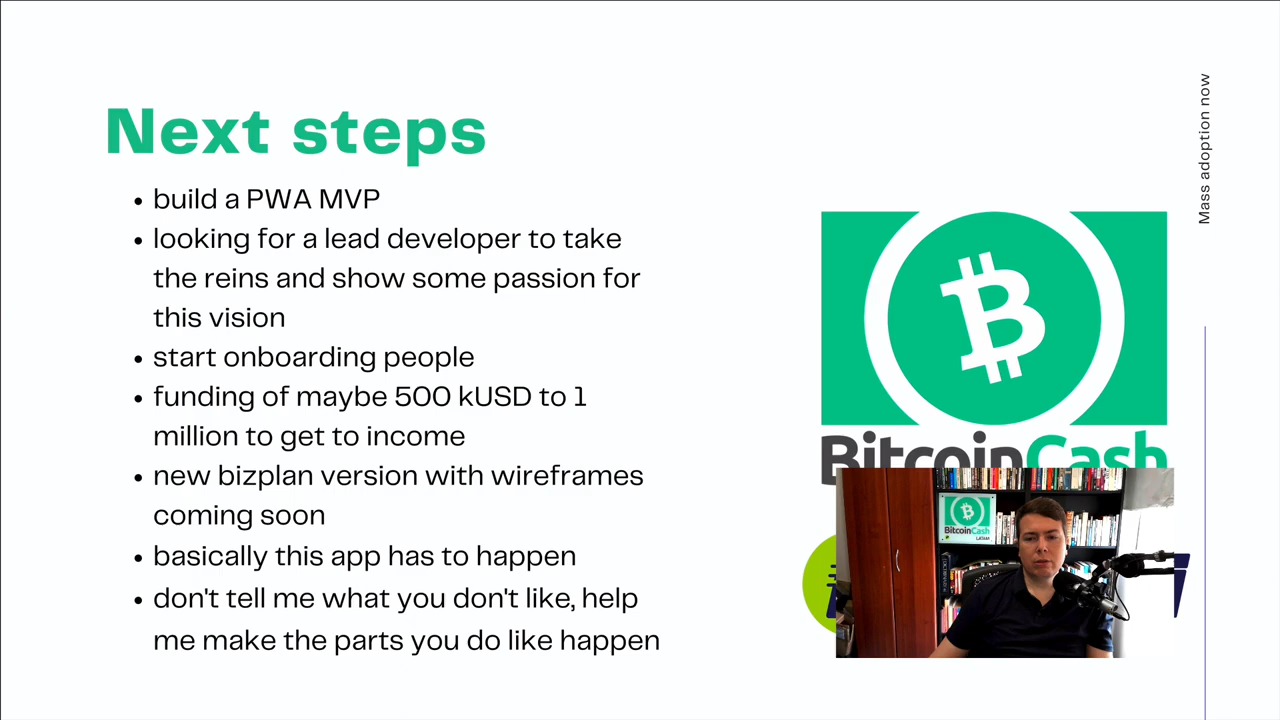 Next steps
build a PWA MVP
looking for a lead developer to take
the reins and show some passion for
this vision
start onboarding people
funding of maybe 500 kUSD to 1
million to get to income
new bizplan version with wireframes
coming soon
basically this app has to happen
don't tell me what you don't like, help
me make the parts you do like happen
Mass adoption now
BitcoinCash
BitcoinCash
LATAM